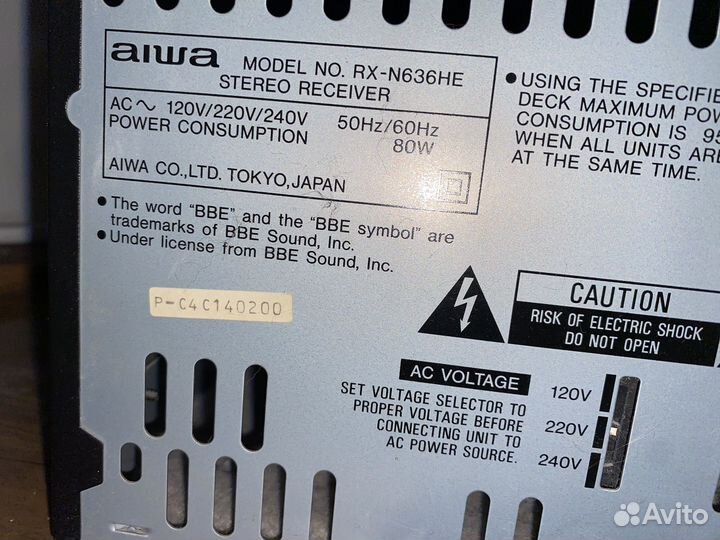 aiwa MODEL NO. RX-N636HE
STEREO RECEIVER
AC ~ 120V/220V/240V 50Hz/60Hz
POWER CONSUMPTION 80W
AIWA CO.,LTD. TOKYO,JAPAN
• USING THE
DECK MAXIMUM
CONSUMPTION IS
WHEN ALL UNITS
AT THE SAME TIME.
• The word "BBE" and the "BBE symbol" are
trademarks of BBE Sound, Inc.
• Under license from BBE Sound, Inc.
P-C4C140200
CAUTION
RISK OF ELECTRIC SHOCK
DO NOT OPEN
AC VOLTAGE
SET VOLTAGE SELECTOR TO
PROPER VOLTAGE BEFORE
CONNECTING UNIT TO
AC POWER SOURCE.
120V
220V
240V
Avito